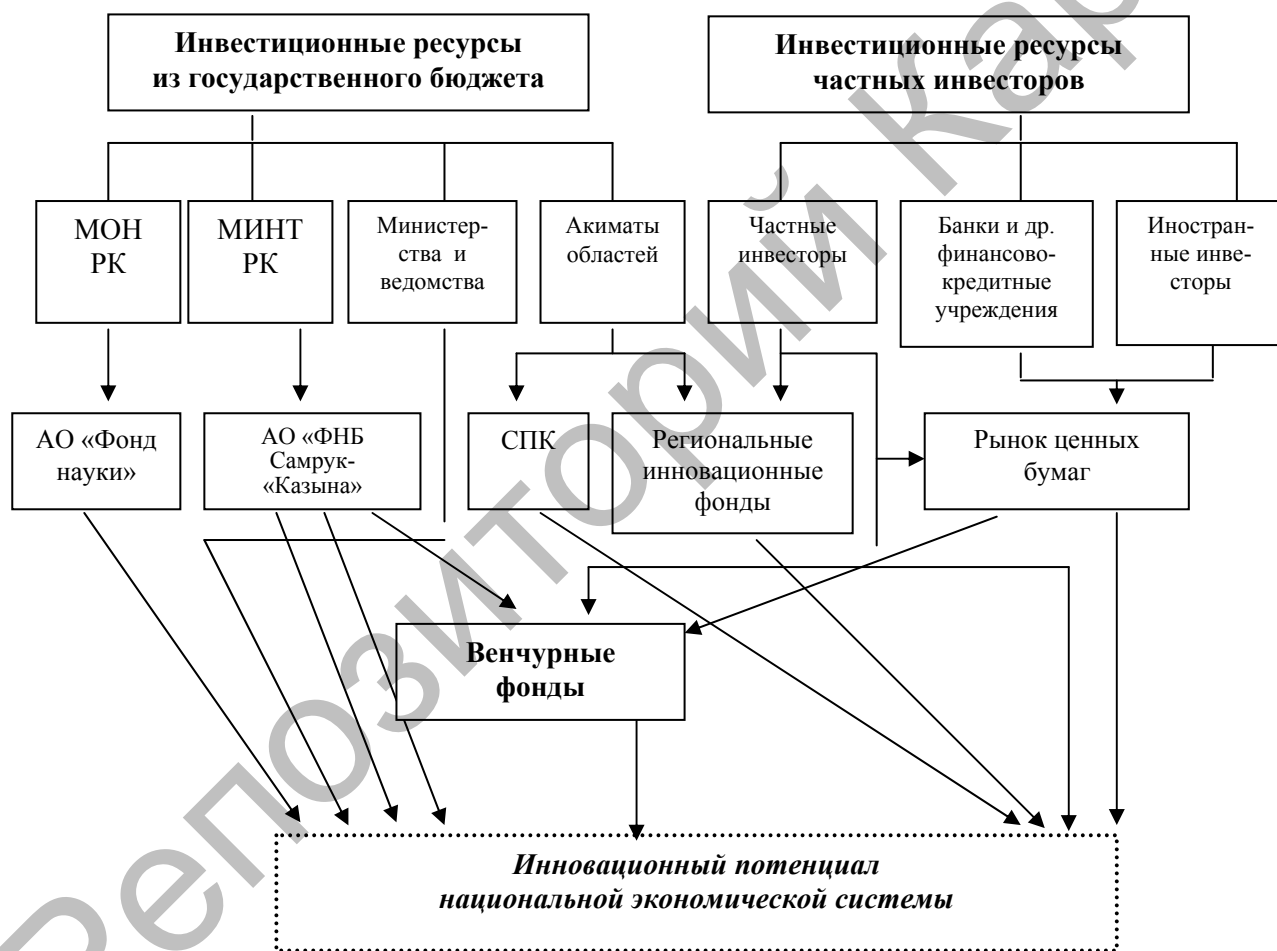 Инвестиционные ресурсы
из государственного бюджета
Инвестиционные ресурсы
частных инвесторов
МОН
РК
МИНТ
РК
Министер-
ства и
ведомства
Акиматы
областей
Частные
инвесторы
Банки и др.
финансово-
кредитные
учреждения
Иностран-
ные инве-
сторы
АО «Фонд
науки»
АО «ФНБ
Самрук-
«Казына»
СПК
Региональные
инновационные
фонды
Рынок ценных
бумаг
Венчурные
фонды
Инновационный потенциал
национальной экономической системы
Репозиторий Кар